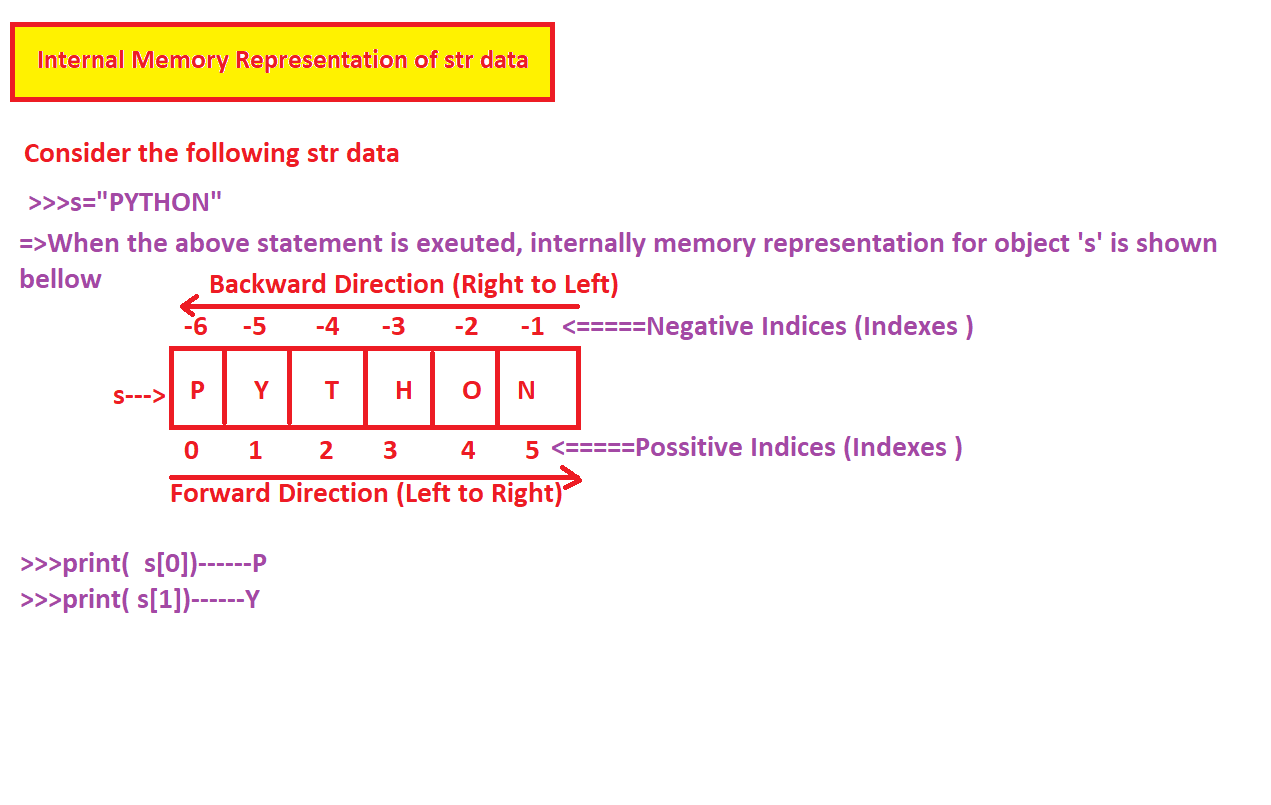 Internal Memory Representation of str data
Consider the following str data
>>>s="PYTHON"
=>When the above statement is exeuted, internally memory representation for object 's' is shown
bellow
Backward Direction (Right to Left)
-6 -5 -4 -3 -2 -1 <=====Negative Indices (Indexes )
s---> P Y T H O N
0 1 2 3 4 5 <=====Possitive Indices (Indexes )
Forward Direction (Left to Right)
>>>print(  s[0])------P
>>>print( s[1])------Y